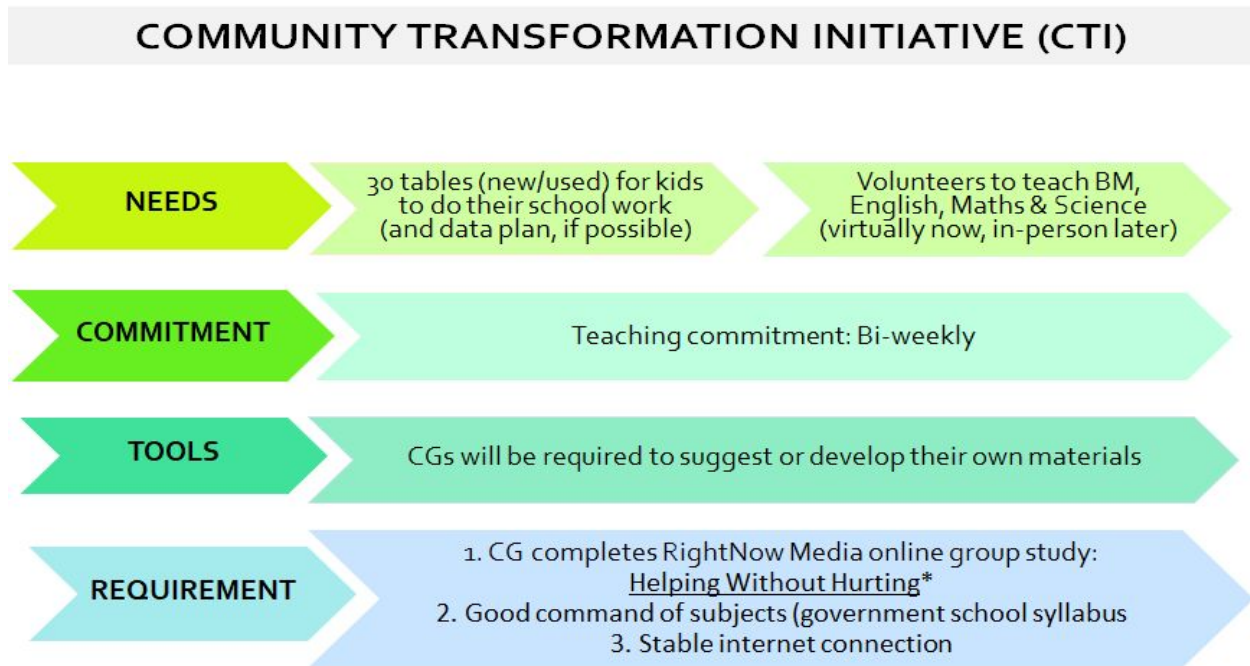 COMMUNITY TRANSFORMATION INITIATIVE (CTI)
NEEDS
30 tables (new/used) for kids
to do their school work
(and data plan, if possible)
Volunteers to teach BM,
English, Maths & Science
(virtually now, in-person later)
COMMITMENT
Teaching commitment: Bi-weekly
TOOLS
CGs will be required to suggest or develop their own materials
REQUIREMENT
1. CG completes RightNow Media online group study:
Helping Without Hurting*
2. Good command of subjects (government school syllabus
3. Stable internet connection